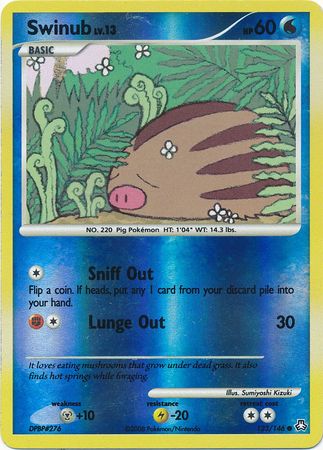 Swinub LV.13 HP 60
BASIC
NO. 220 Pig Pokémon HT: 1'04" WT: 14.3 lbs.
Sniff Out
Flip a coin. If heads, put any 1 card from your discard pile into
your hand.
Lunge Out 30
It loves eating mushrooms that grow under dead grass. It also
finds hot springs while foraging.
Illus. Sumiyoshi Kizuki
weakness resistance retreat cost
+10 -20
DPBP#276 ©2008 Pokémon/Nintendo 123/146